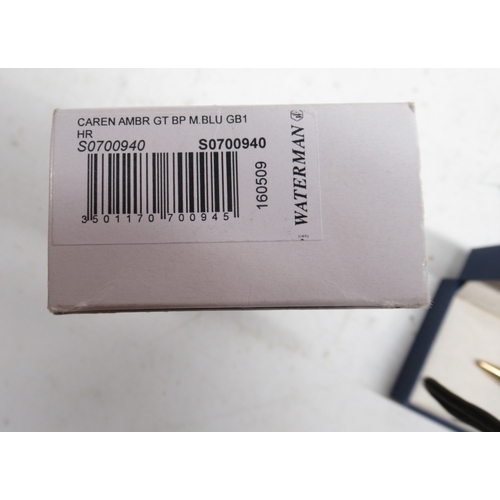 CAREN AMBR GT BP M.BLU GB1
HR
S0700940 S0700940
3 501170 700945
160509
WATERMAN